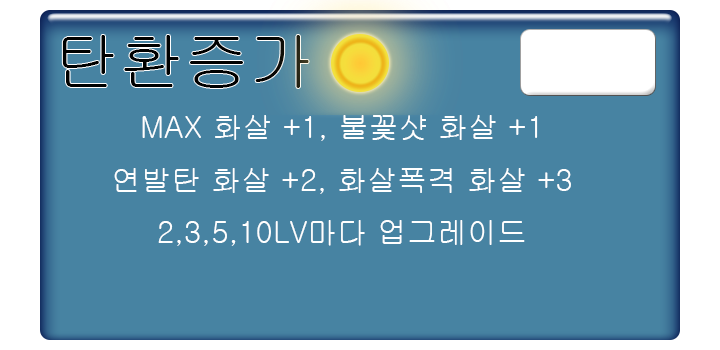 탄환증가
MAX 화살 +1, 불꽃샷 화살 +1
연발탄 화살 +2, 화살폭격 화살 +3
2,3,5,10LV마다 업그레이드